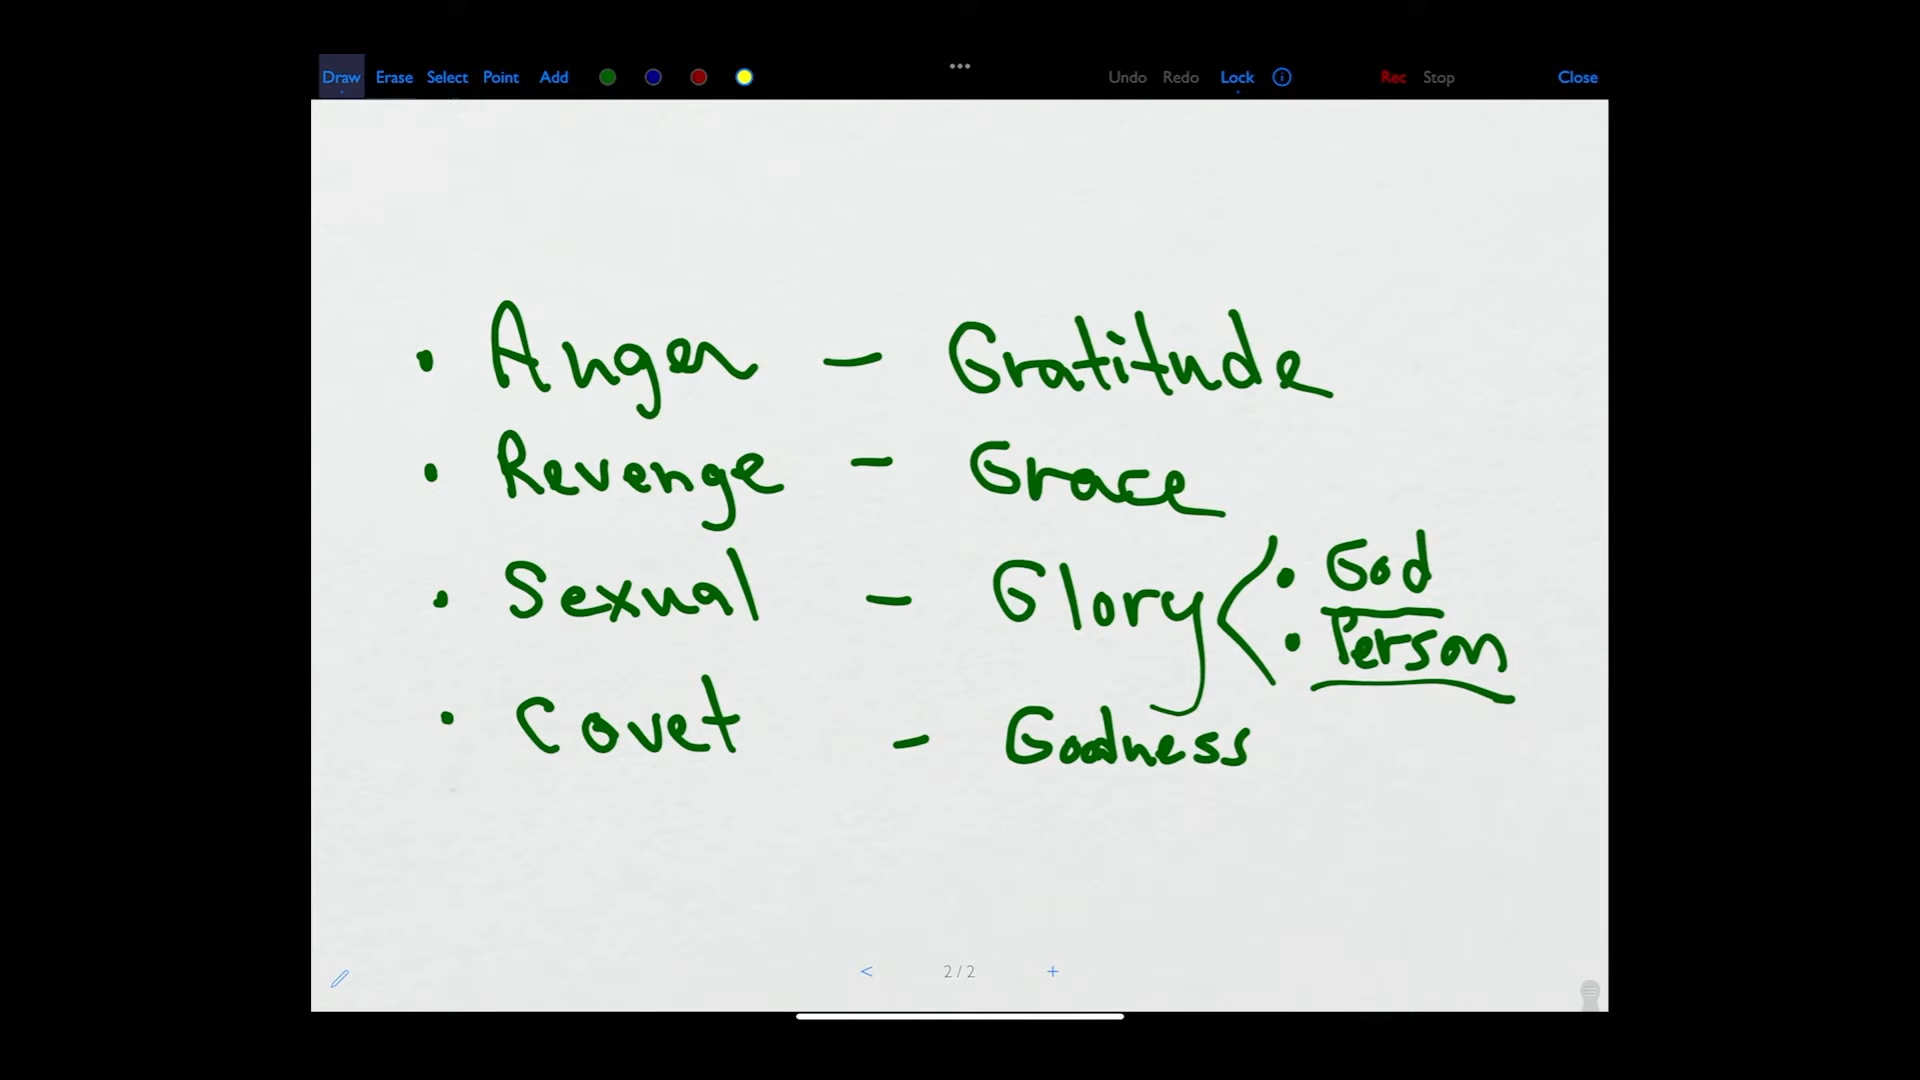 Draw Erase Select Point Add Undo Redo Lock Rec Stop Close
• Anger – Gratitude
• Revenge – Grace
• Sexual – Glory < • God
• Person
• Covet – Goodness
< 2 / 2 +